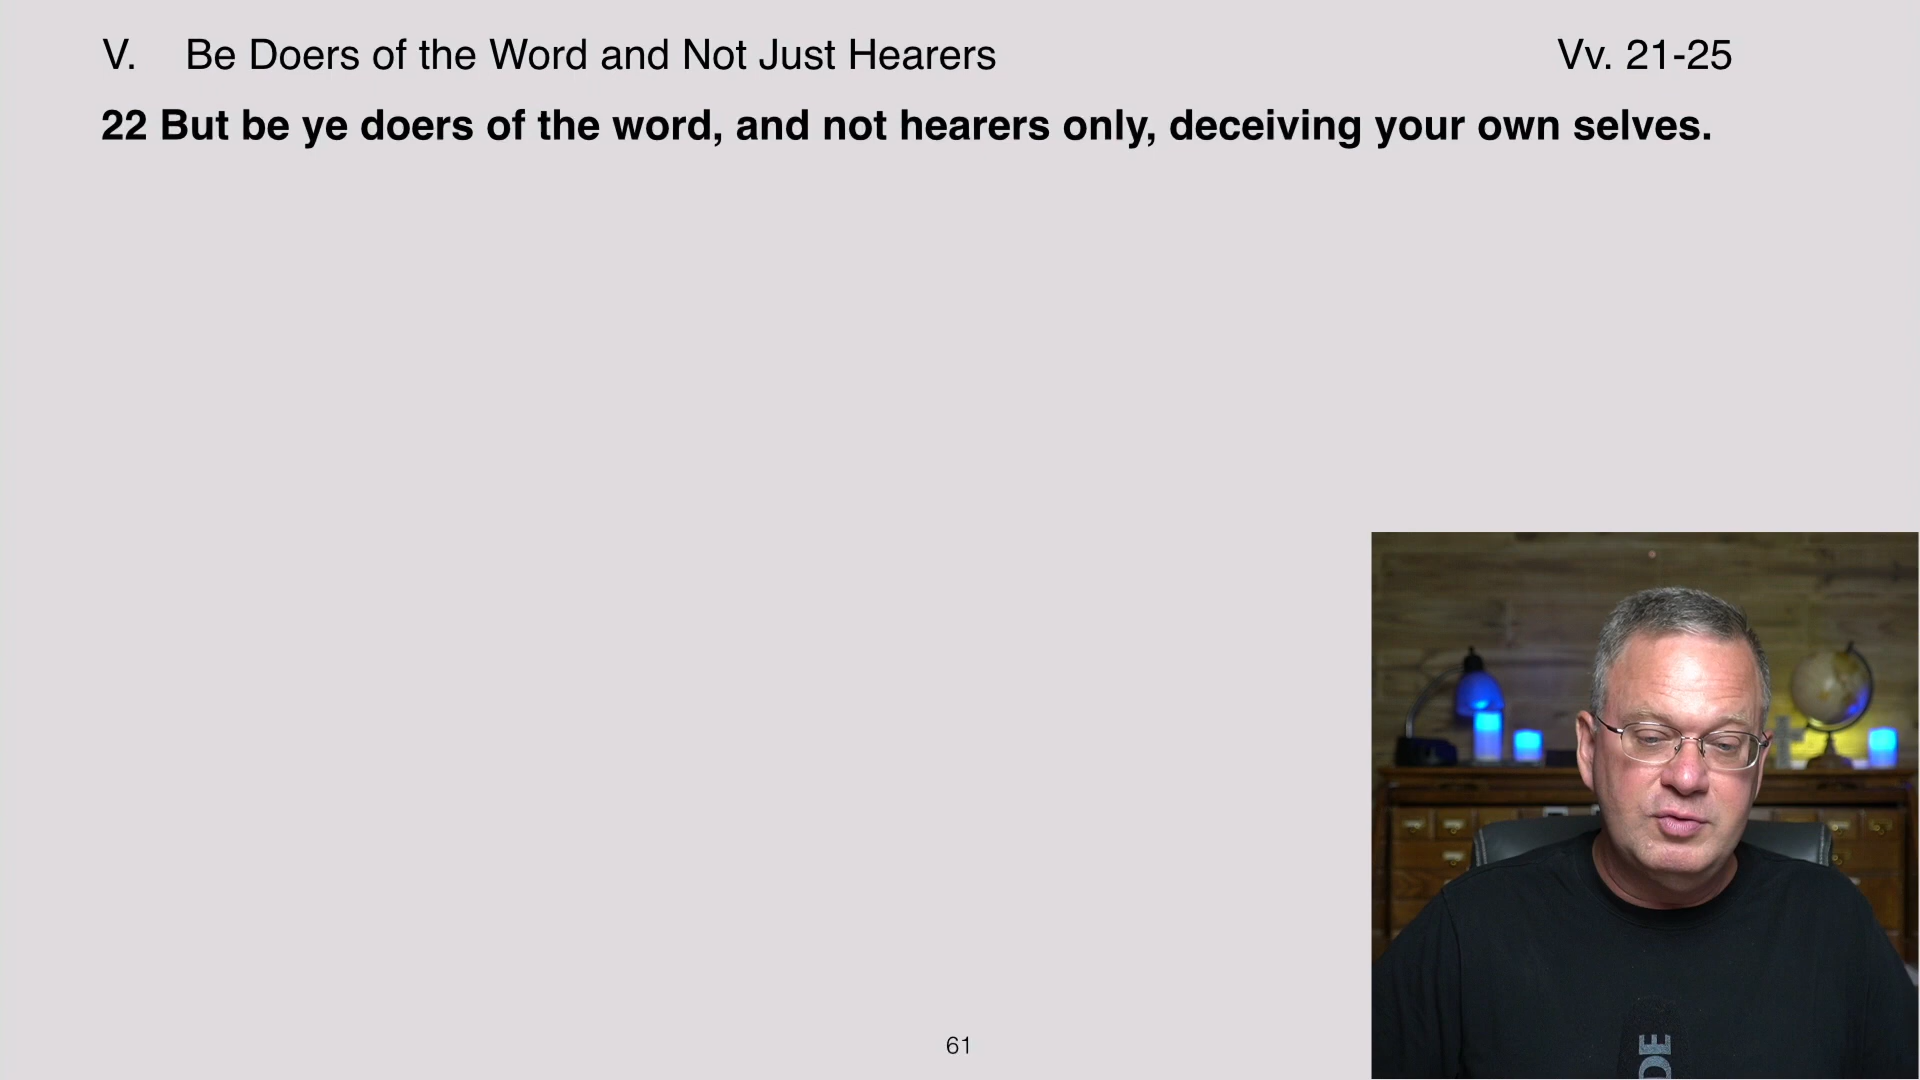 V. Be Doers of the Word and Not Just Hearers Vv. 21-25
22 But be ye doers of the word, and not hearers only, deceiving your own selves.
DE
61